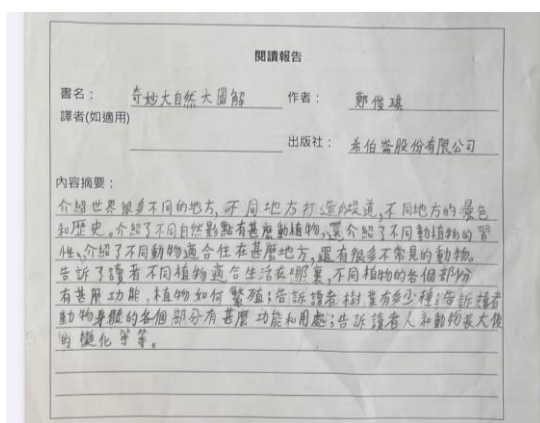 閱讀報告
書名： 奇妙大自然大圖解 作者： 鄭俊琪
譯者(如適用)
出版社： 希伯崙股份有限公司
內容摘要：
介紹世界很多不同的地方,不同地方打造的,不同地方的景色
和歷史。介紹了不同自然景點有甚麼動植物。還介紹了不同動植物的習
性、介紹了不同動物適合住在甚麼地方,還有很多不常見的動物。
告訴了讀者不同植物適合生活在哪裏,不同植物的各個部份
有甚麼功能,植物如何繁殖;告訴讀者樹葉有多少種;告訴讀者
動物身體的各個部分有甚麼功能和用處;告訴讀者人和動物長大後
的變化等等。